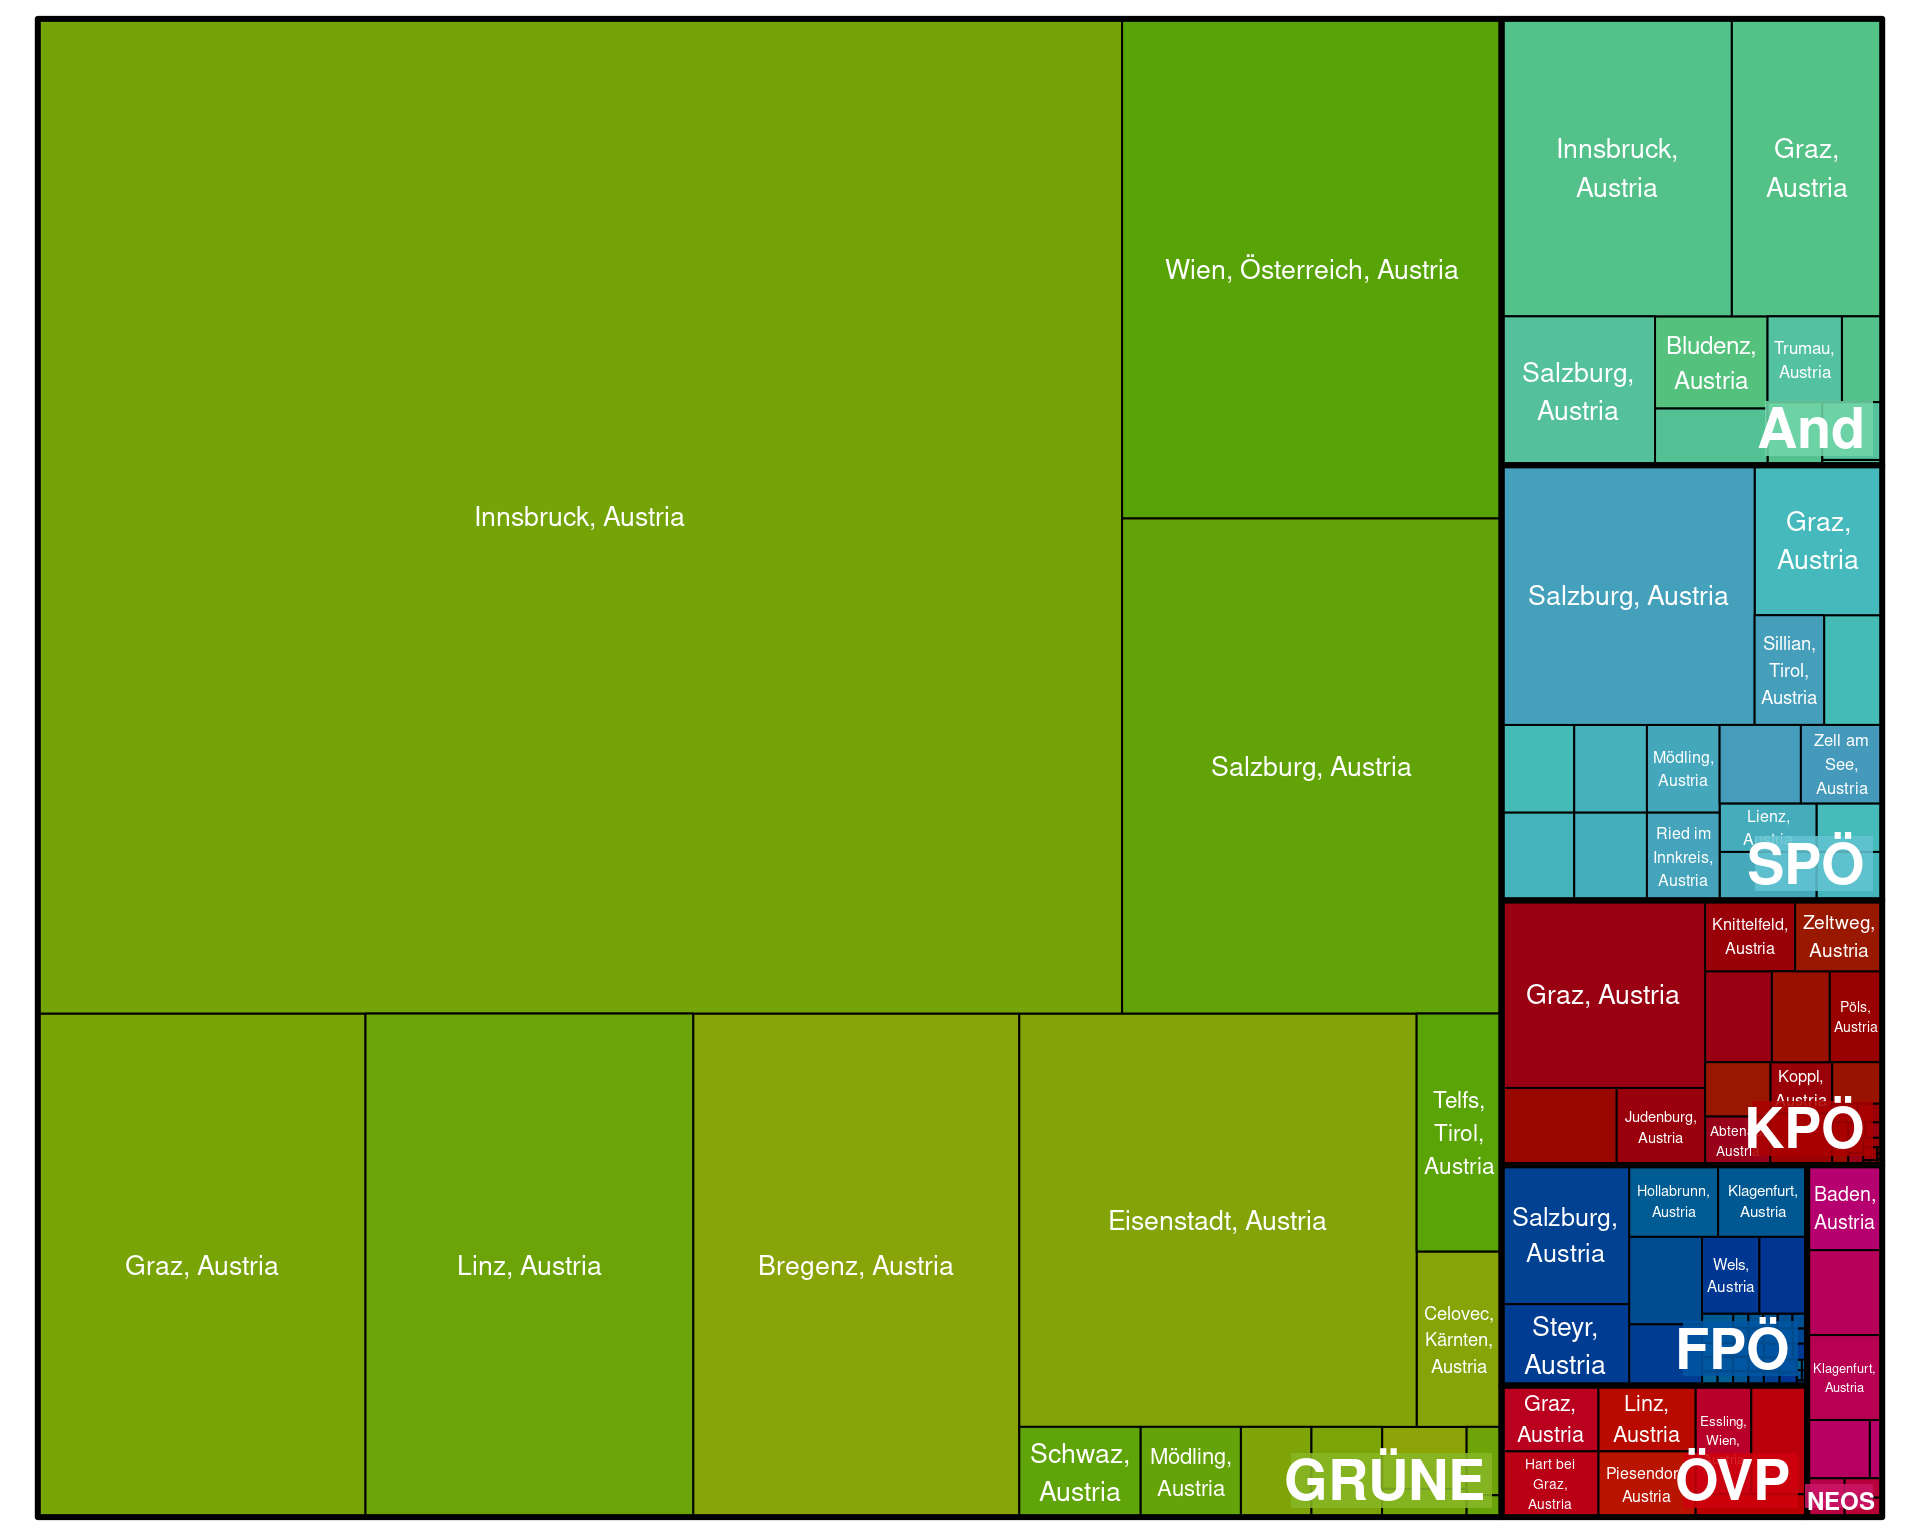 Innsbruck, Austria
Wien, Österreich, Austria
Salzburg, Austria
Graz, Austria
Linz, Austria
Bregenz, Austria
Eisenstadt, Austria
Telfs,
Tirol,
Austria
Celovec,
Kärnten,
Austria
Schwaz,
Austria
Mödling,
Austria
GRÜNE
Innsbruck,
Austria
Graz,
Austria
Salzburg,
Austria
Bludenz,
Austria
Trumau,
Austria
And
Salzburg, Austria
Graz,
Austria
Sillian,
Tirol,
Austria
Mödling,
Austria
Zell am
See,
Austria
Ried im
Innkreis,
Austria
Lienz,
Austria
SPÖ
Graz, Austria
Knittelfeld,
Austria
Zeltweg,
Austria
Pöls,
Austria
Judenburg,
Austria
Koppl,
Austria
Austria
KPÖ
Salzburg,
Austria
Hollabrunn,
Austria
Klagenfurt,
Austria
Wels,
Austria
Steyr,
Austria
FPÖ
Baden,
Austria
Klagenfurt,
Austria
NEOS
Graz,
Austria
Linz,
Austria
Essling,
Wien,
Hart bei
Graz,
Austria
Austria
ÖVP